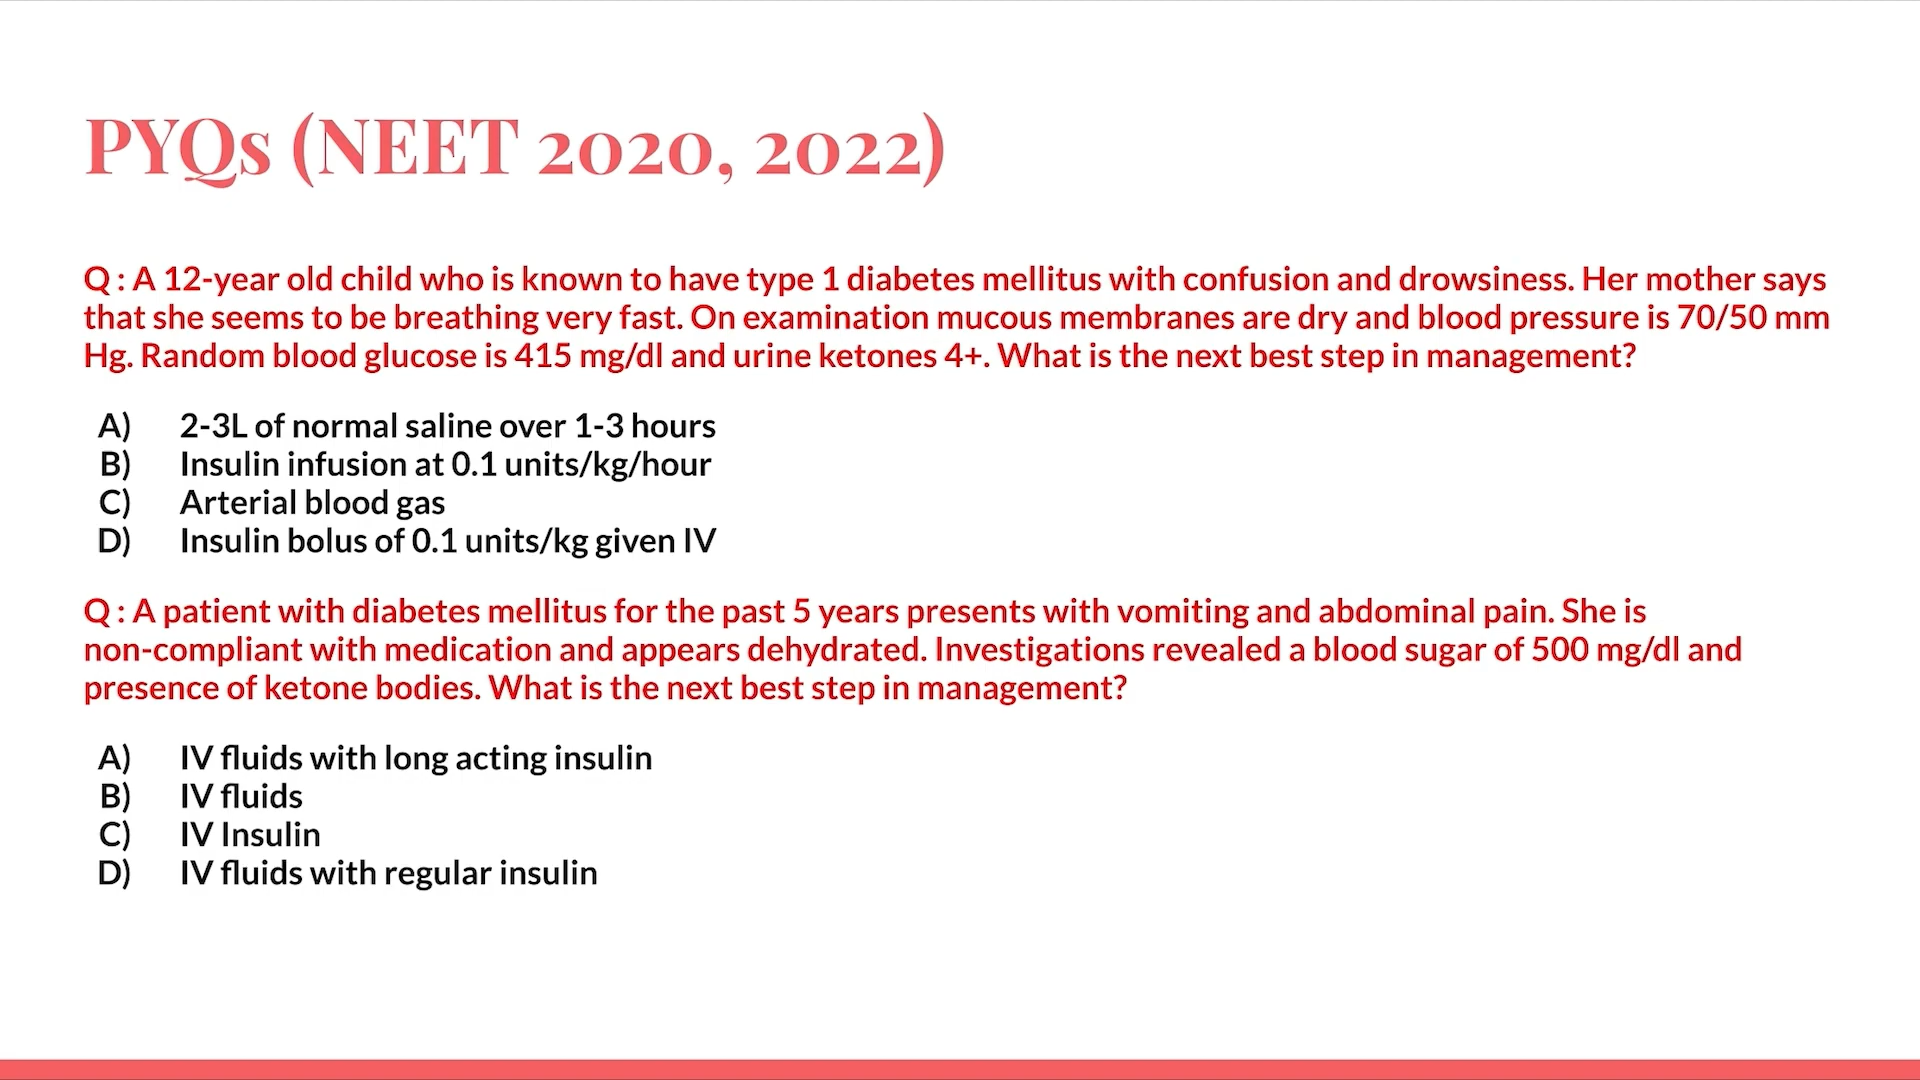 PYQs (NEET 2020, 2022)
Q : A 12-year old child who is known to have type 1 diabetes mellitus with confusion and drowsiness. Her mother says
that she seems to be breathing very fast. On examination mucous membranes are dry and blood pressure is 70/50 mm
Hg. Random blood glucose is 415 mg/dl and urine ketones 4+. What is the next best step in management?
A) 2-3L of normal saline over 1-3 hours
B) Insulin infusion at 0.1 units/kg/hour
C) Arterial blood gas
D) Insulin bolus of 0.1 units/kg given IV
Q : A patient with diabetes mellitus for the past 5 years presents with vomiting and abdominal pain. She is
non-compliant with medication and appears dehydrated. Investigations revealed a blood sugar of 500 mg/dl and
presence of ketone bodies. What is the next best step in management?
A) IV fluids with long acting insulin
B) IV fluids
C) IV Insulin
D) IV fluids with regular insulin